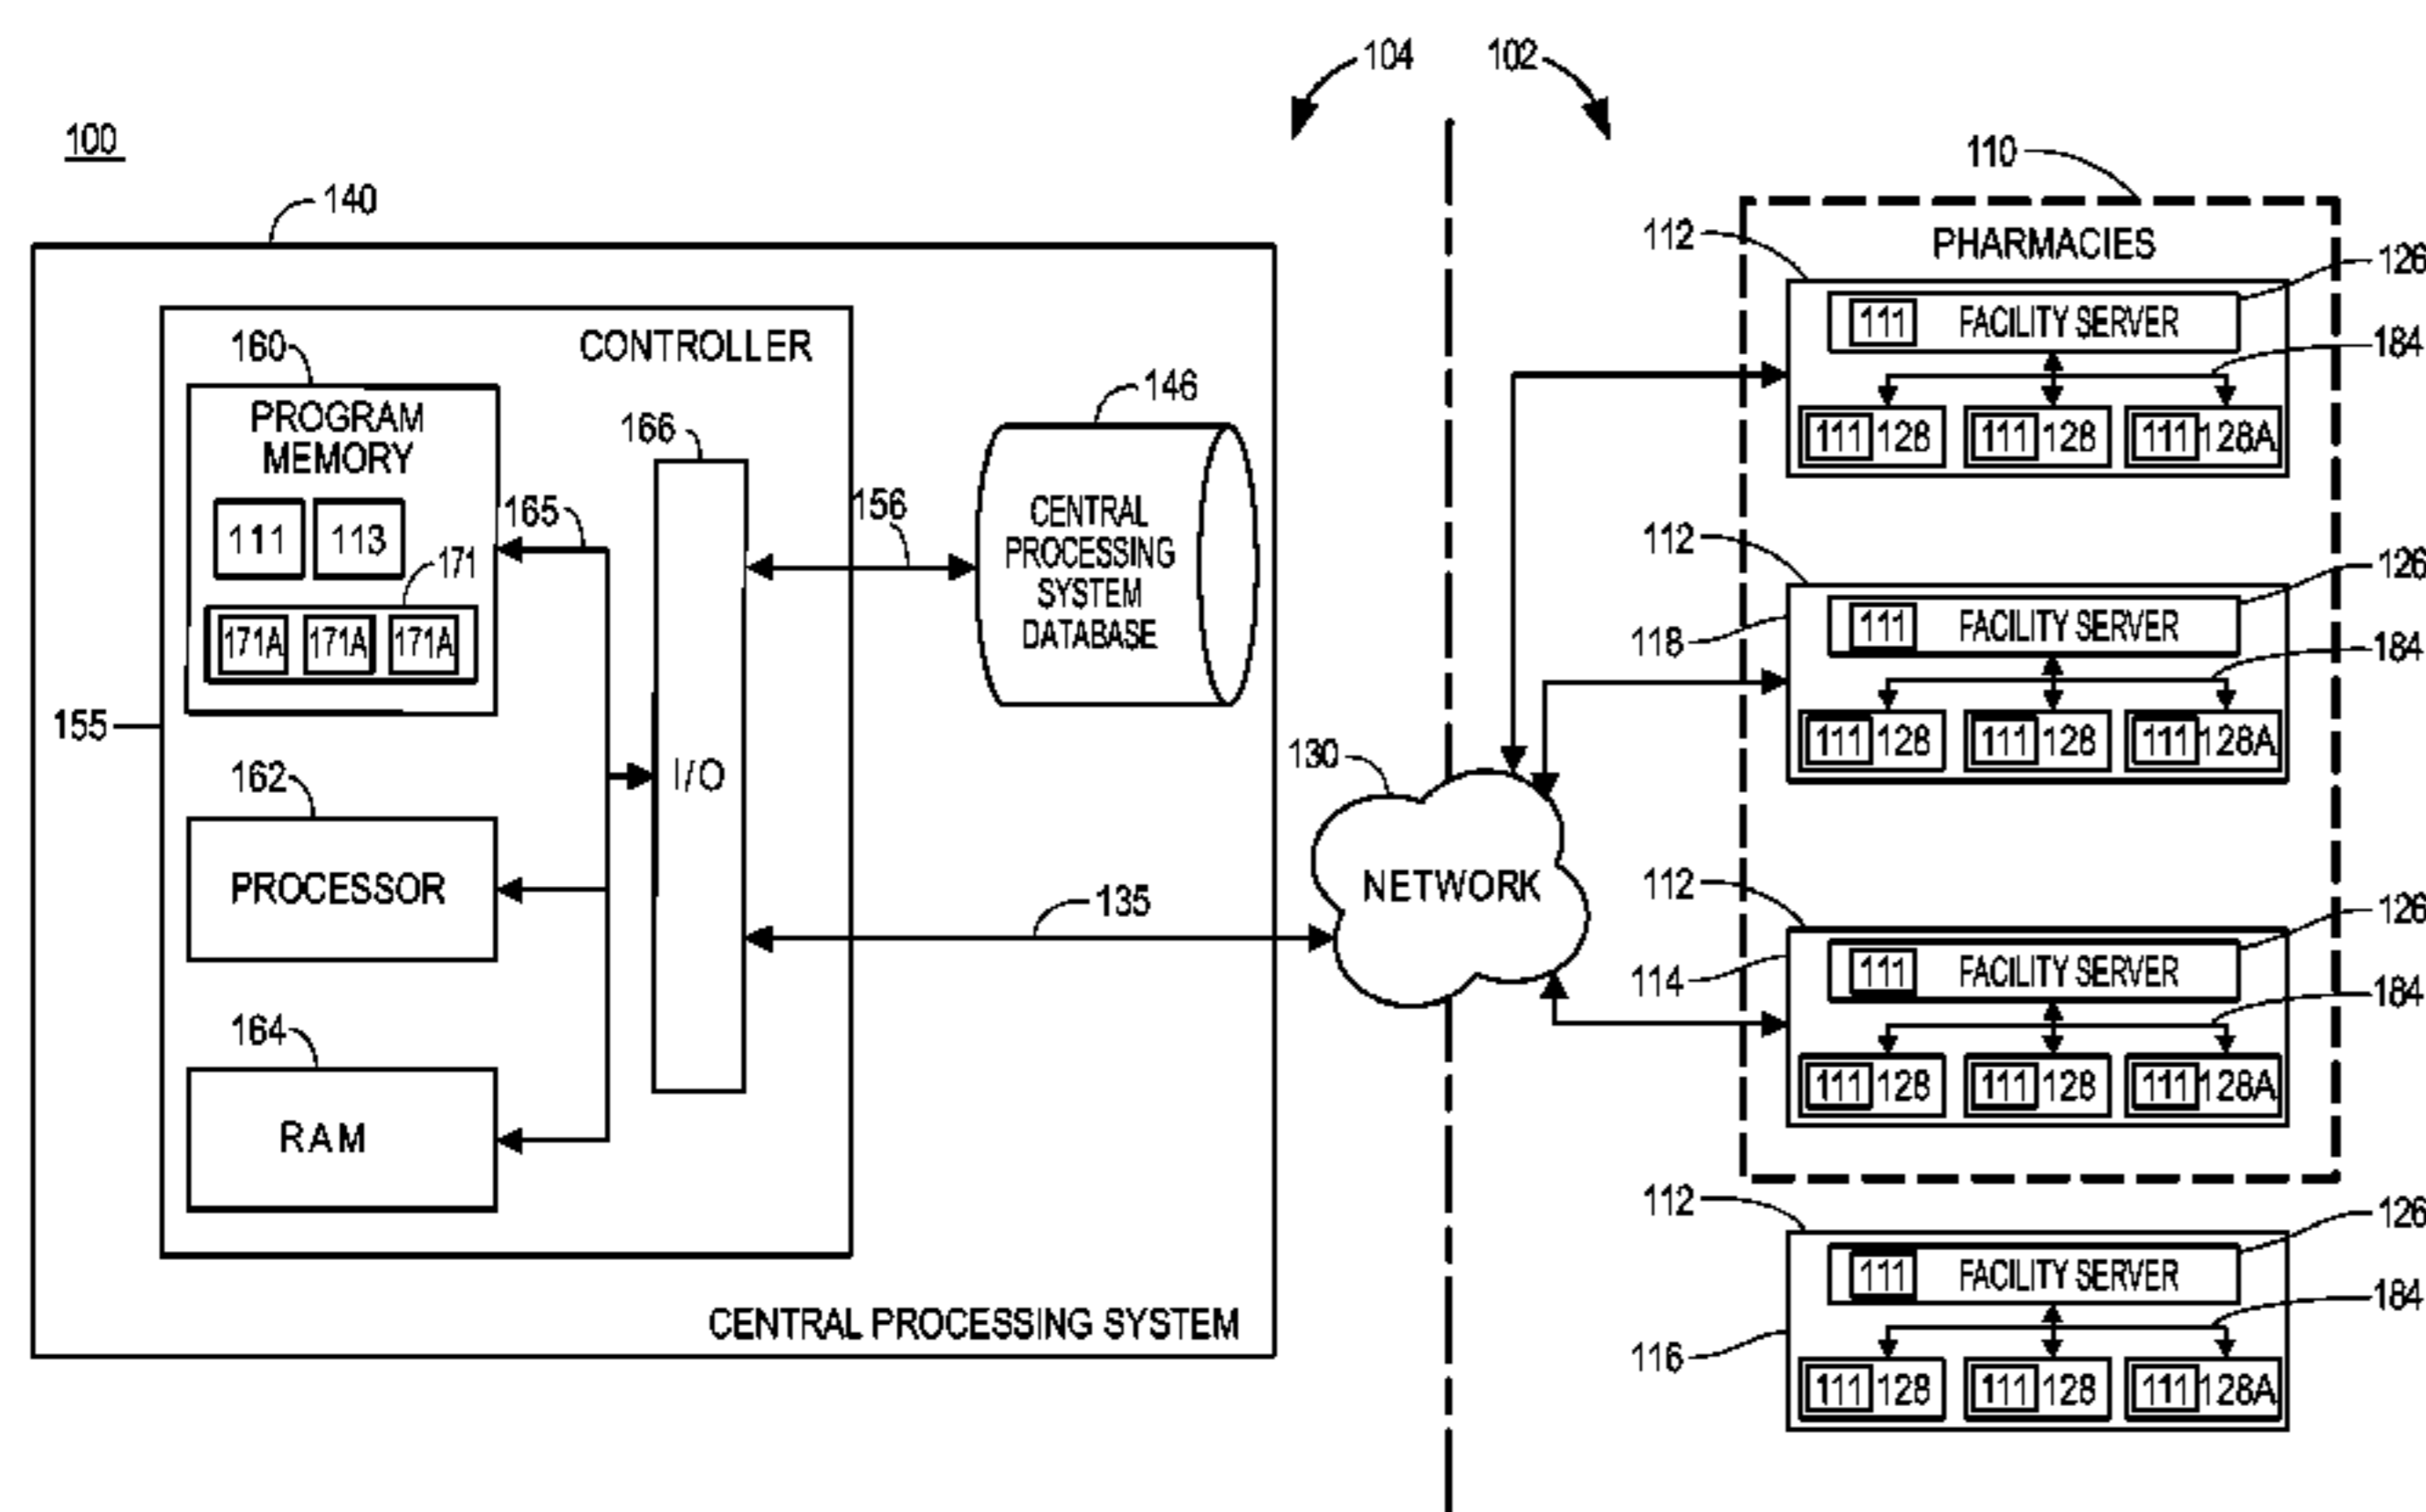 104 102
100
140
110
112
PHARMACIES
126
111 FACILITY SERVER
184
111 128 111 128 111 128A
160
CONTROLLER
PROGRAM
MEMORY
166
146
111 113
165
156
171
171A 171A 171A
CENTRAL
PROCESSING
SYSTEM
DATABASE
112
126
111 FACILITY SERVER
118
184
111 128 111 128 111 128A
155
162
I/O
130
PROCESSOR
135
NETWORK
112
126
111 FACILITY SERVER
114
184
111 128 111 128 111 128A
164
RAM
112
126
111 FACILITY SERVER
184
116
111 128 111 128 111 128A
CENTRAL PROCESSING SYSTEM